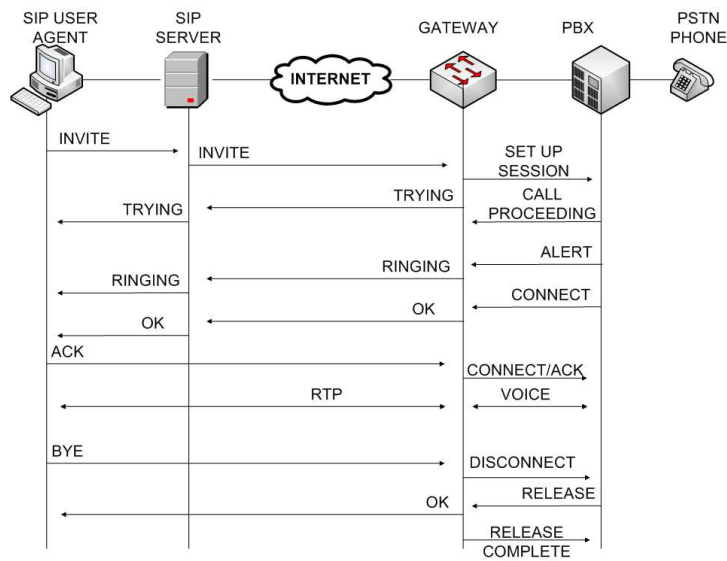 SIP USER
AGENT
SIP
SERVER
GATEWAY
PBX
PSTN
PHONE
INTERNET
INVITE
INVITE
SET UP
SESSION
TRYING
TRYING
CALL
PROCEEDING
ALERT
RINGING
RINGING
CONNECT
OK
OK
ACK
CONNECT/ACK
RTP
VOICE
BYE
DISCONNECT
RELEASE
OK
RELEASE
COMPLETE